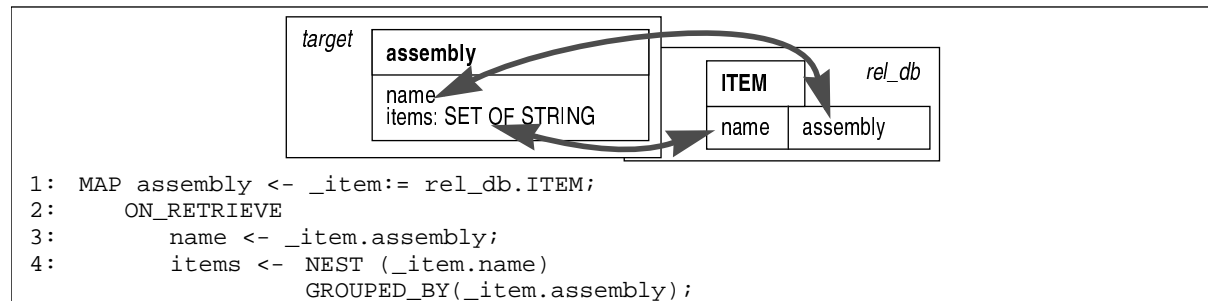 target
assembly
name
items: SET OF STRING
rel_db
ITEM
name assembly
1: MAP assembly <- _item:= rel_db.ITEM;
2: ON_RETRIEVE
3: name <- _item.assembly;
4: items <- NEST (_item.name)
GROUPED_BY(_item.assembly);